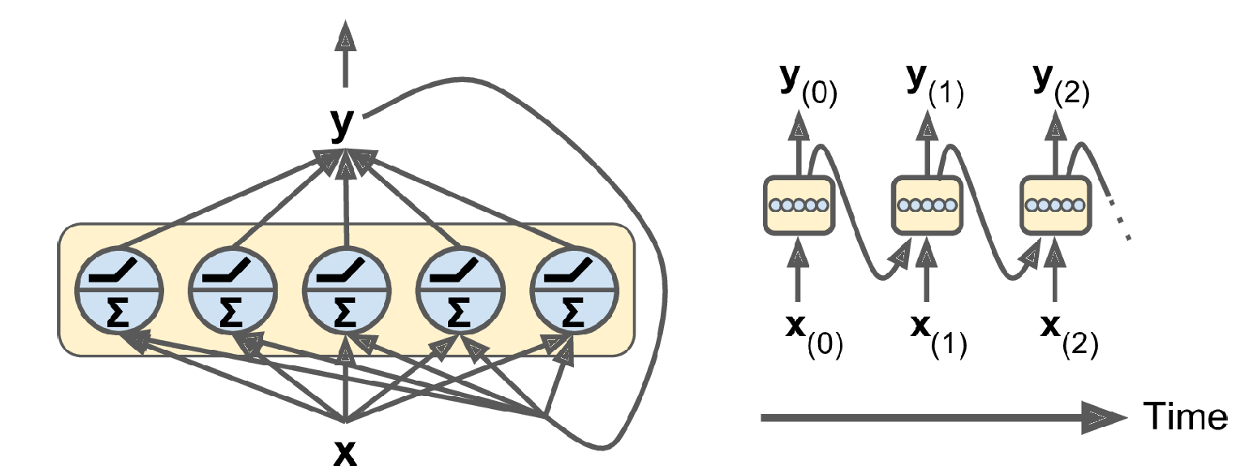 y
Σ Σ Σ Σ Σ
x
y(0) y(1) y(2)
x(0) x(1) x(2)
Time